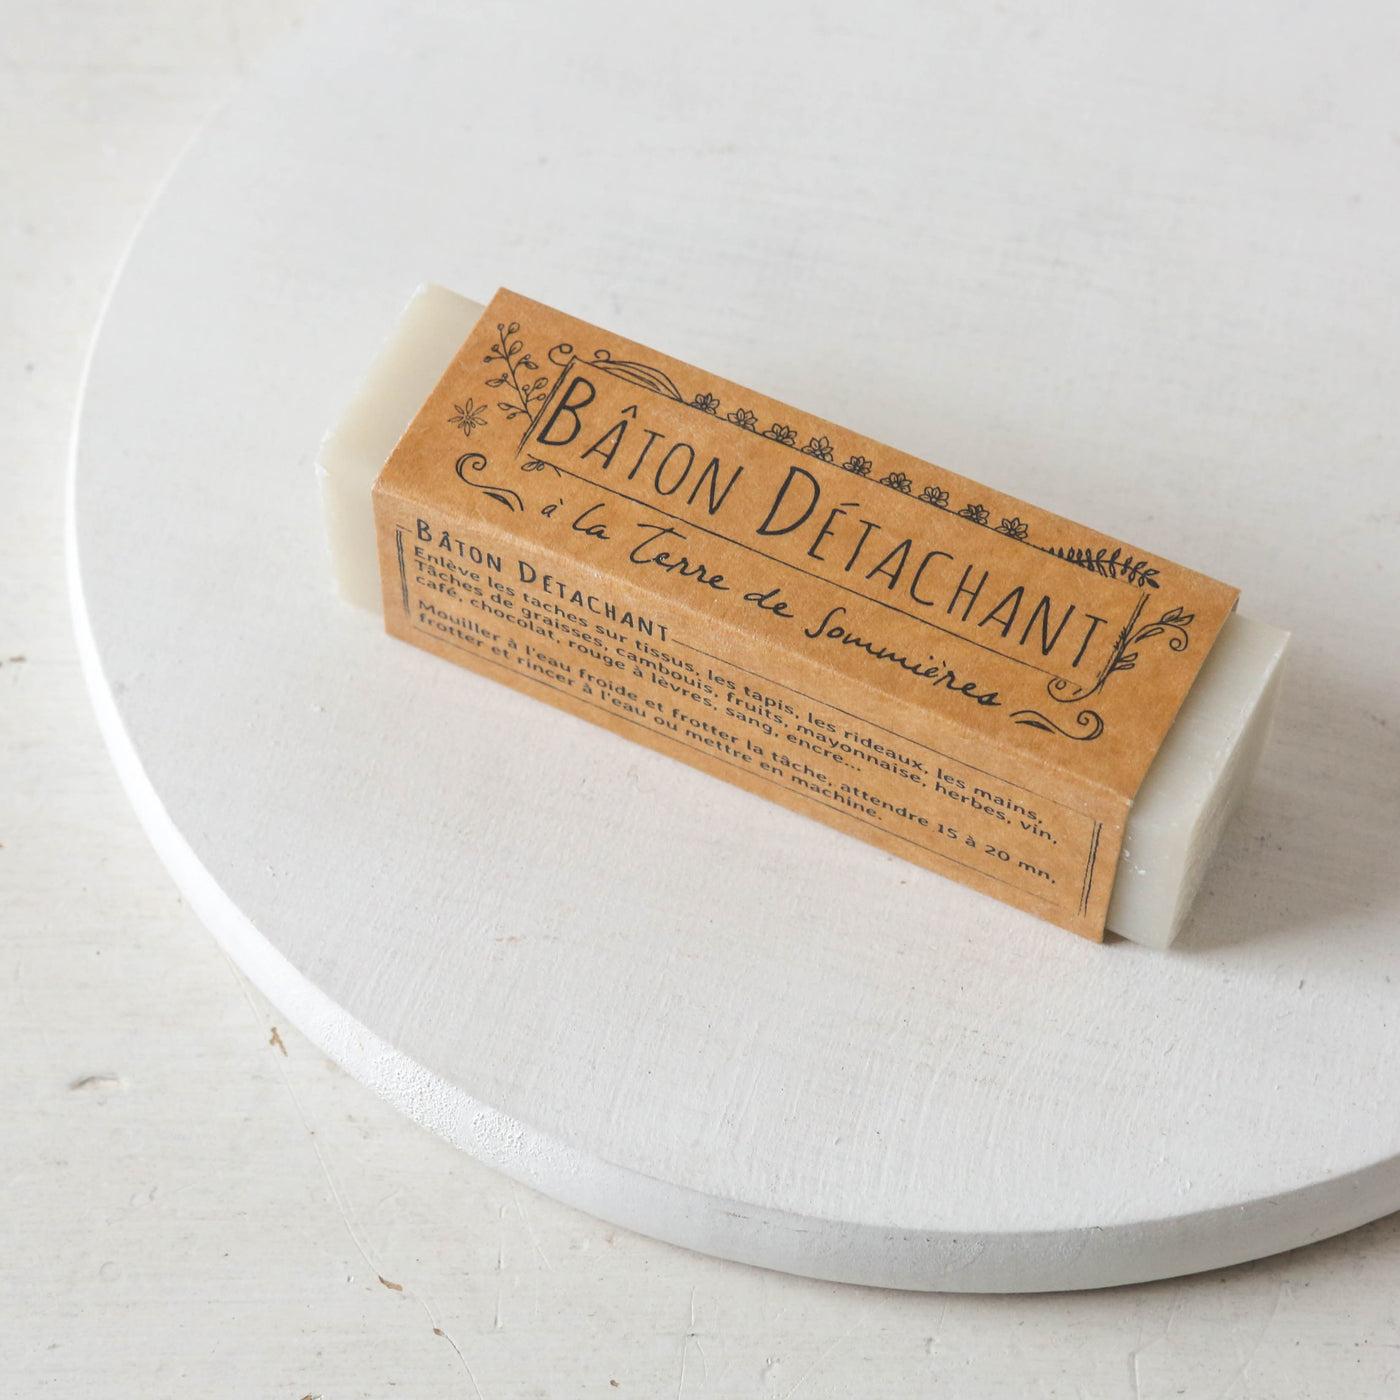 BÂTON DÉTACHANT
à la Terre de Sommières
BÂTON DÉTACHANT
Enlève les taches sur tissus, les tapis, les rideaux, les mains,
Tâches de graisses, cambouis, fruits, mayonnaise, herbes, vin,
café, chocolat, rouge à lèvres, sang, encre...
Mouiller à l'eau froide et frotter la tâche, attendre 15 à 20 mn,
frotter et rincer à l'eau ou mettre en machine.